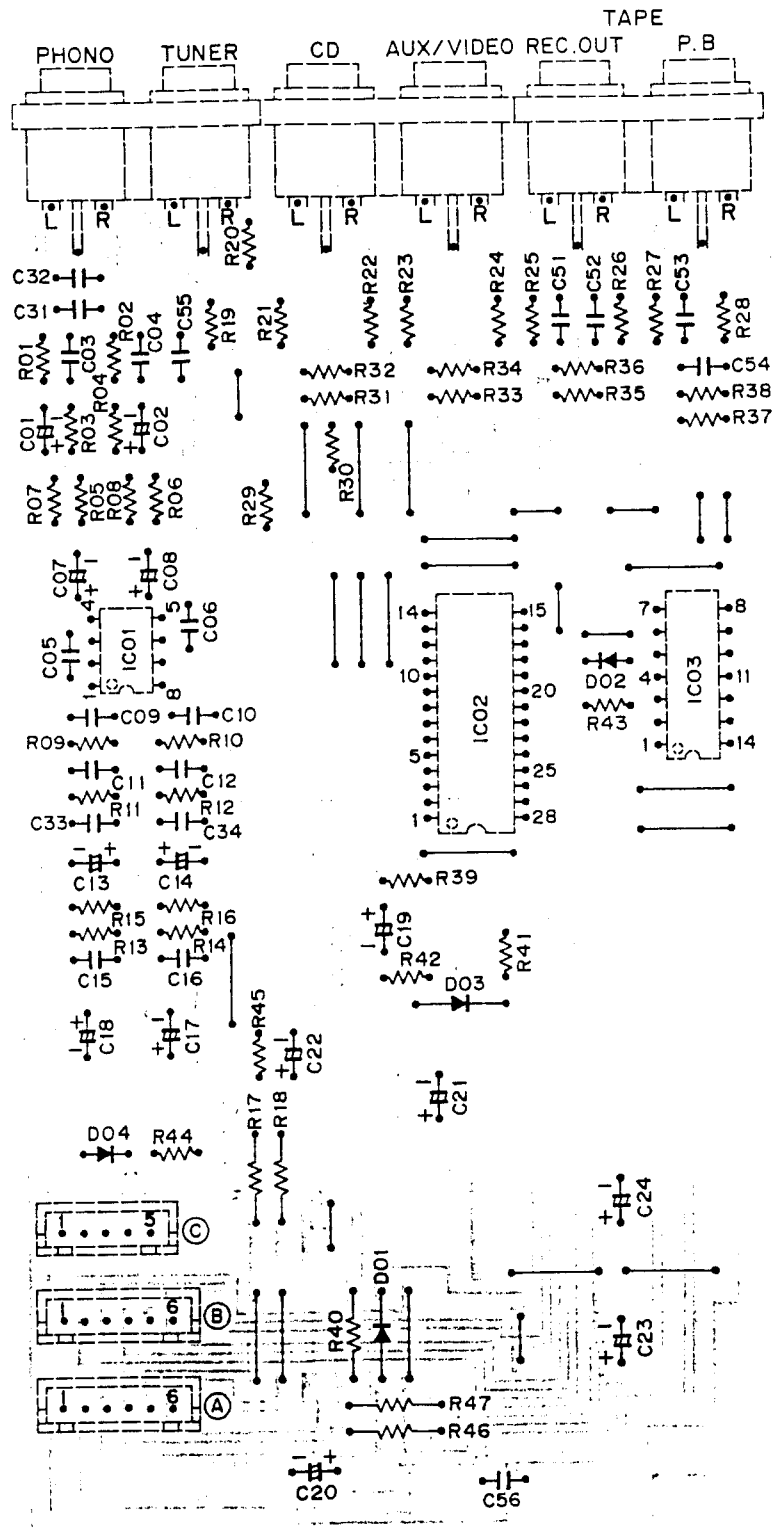 TAPE
PHONO TUNER CD AUX/VIDEO REC.OUT P.B
L R L R L R L R L R L R
R20
C32
C31
R22 R23 R24 R25 C51 C52 R26 R27 C53
R01 C03 R02 C04 C55 R19 R21 R28
R32 R34 R36 C54
R31 R33 R35 R38
R37
R04
C01 - + R03 - + C02
R30
R07 R05 R08 R06 R29
C07 - + - + C08
4 5
C05 IC01 C06
1 8
14 15
10 20
IC02
5 25
1 28
7 8
4 11
IC03
1 14
D02
R43
C09 C10
R09 R10
C11 C12
R11 R12
C33 C34
- + + -
C13 C14
R15 R16
R13 R14
C15 C16
R39
+ - C19
R42 R41
D03
+ - C18 - + C17
R45 - + C22
- + C21
R17 R18
D04 R44
- + C24
1 5 C
1 6 B
R40 D01
- + C23
1 6 A
R47
R46
- +
C20 C56